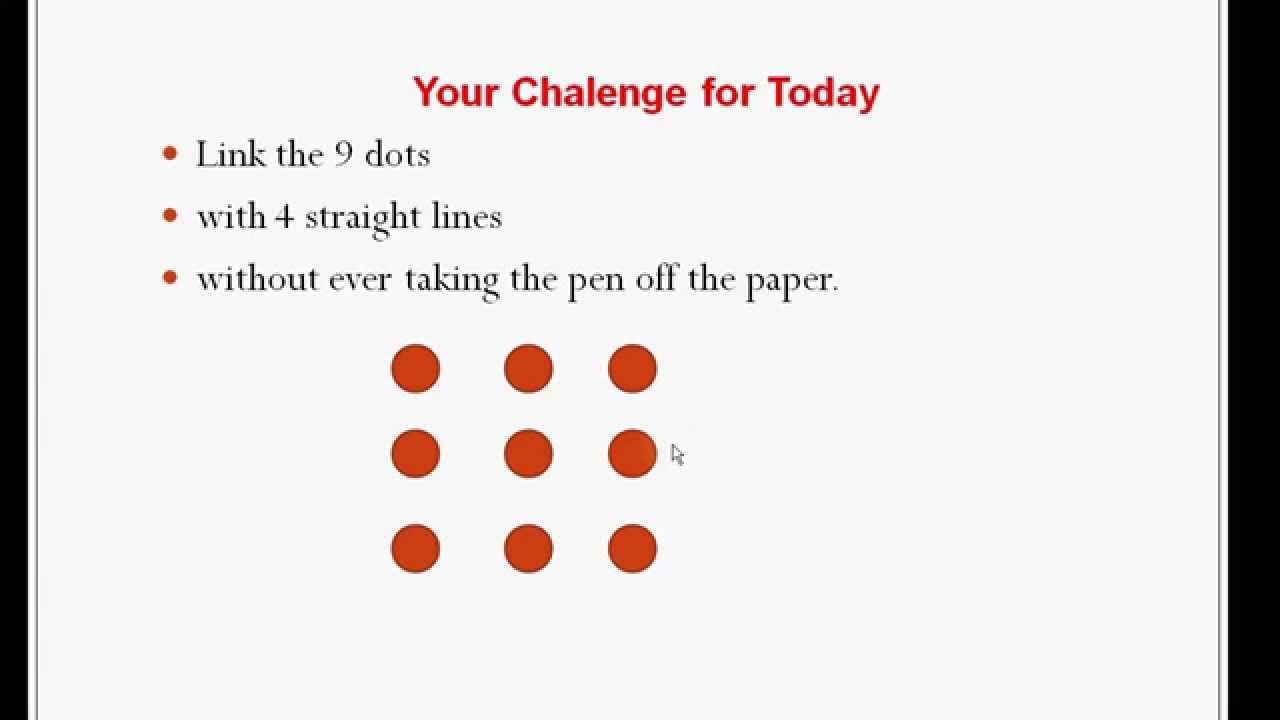 Your Chalenge for Today
Link the 9 dots
with 4 straight lines
without ever taking the pen off the paper.